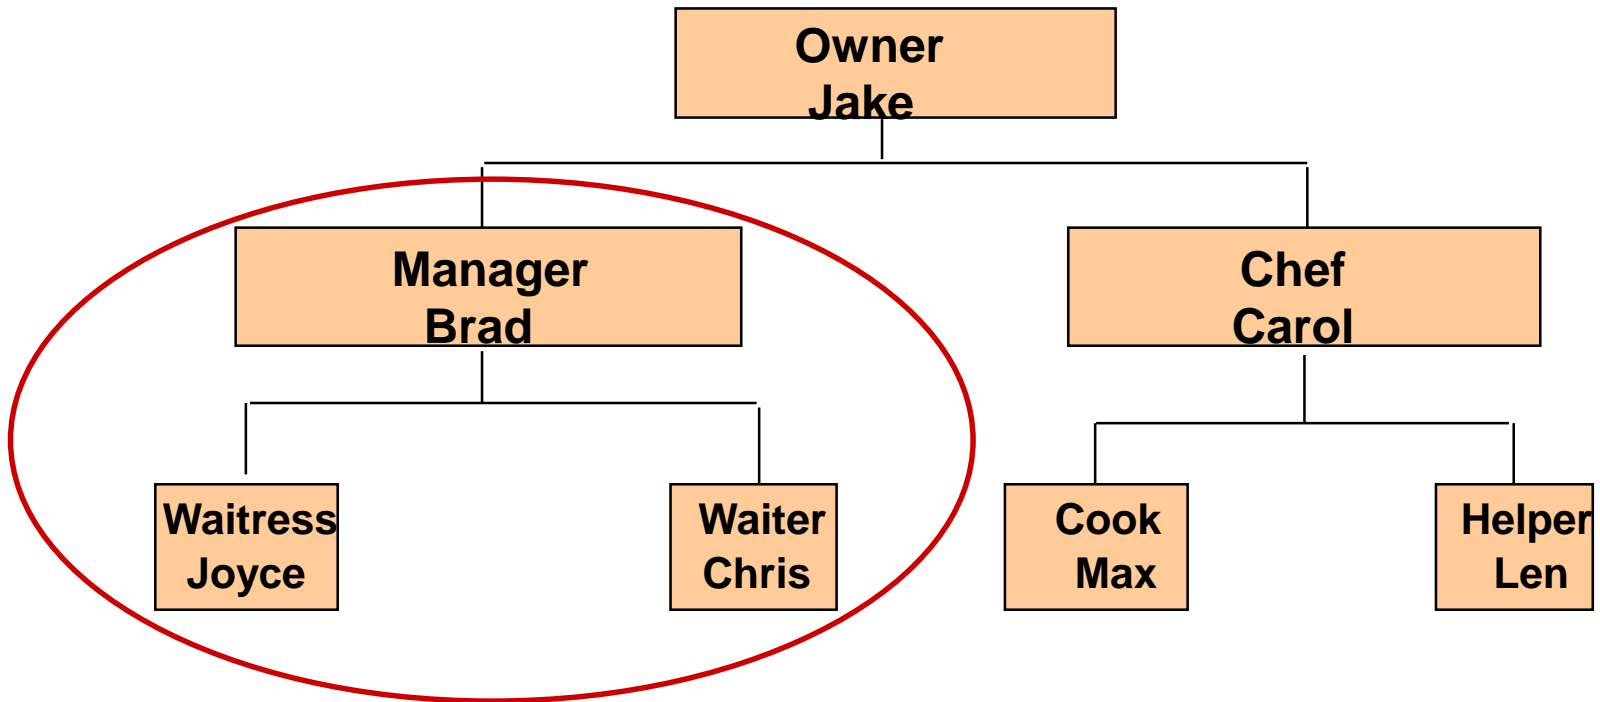 Owner
Jake
Manager
Brad
Chef
Carol
Waitress
Joyce
Waiter
Chris
Cook
Max
Helper
Len